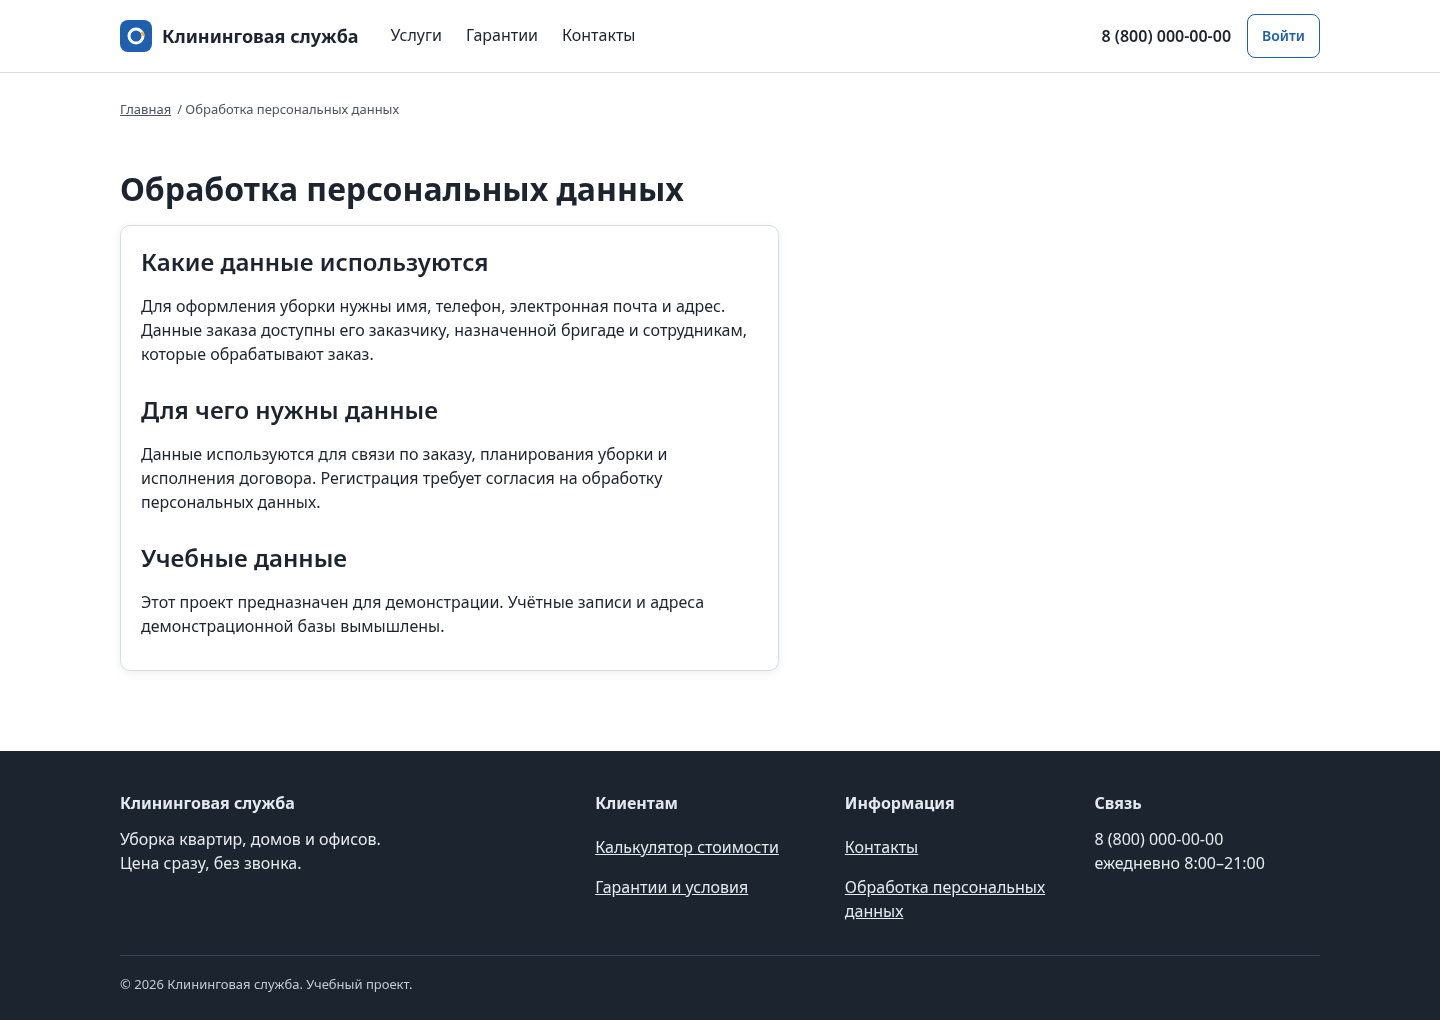 Клининговая служба
Услуги
Гарантии
Контакты
8 (800) 000-00-00
Войти
Главная / Обработка персональных данных
Обработка персональных данных
Какие данные используются
Для оформления уборки нужны имя, телефон, электронная почта и адрес.
Данные заказа доступны его заказчику, назначенной бригаде и сотрудникам,
которые обрабатывают заказ.
Для чего нужны данные
Данные используются для связи по заказу, планирования уборки и
исполнения договора. Регистрация требует согласия на обработку
персональных данных.
Учебные данные
Этот проект предназначен для демонстрации. Учётные записи и адреса
демонстрационной базы вымышлены.
Клининговая служба
Уборка квартир, домов и офисов.
Цена сразу, без звонка.
Клиентам
Калькулятор стоимости
Гарантии и условия
Информация
Контакты
Обработка персональных
данных
Связь
8 (800) 000-00-00
ежедневно 8:00–21:00
© 2026 Клининговая служба. Учебный проект.